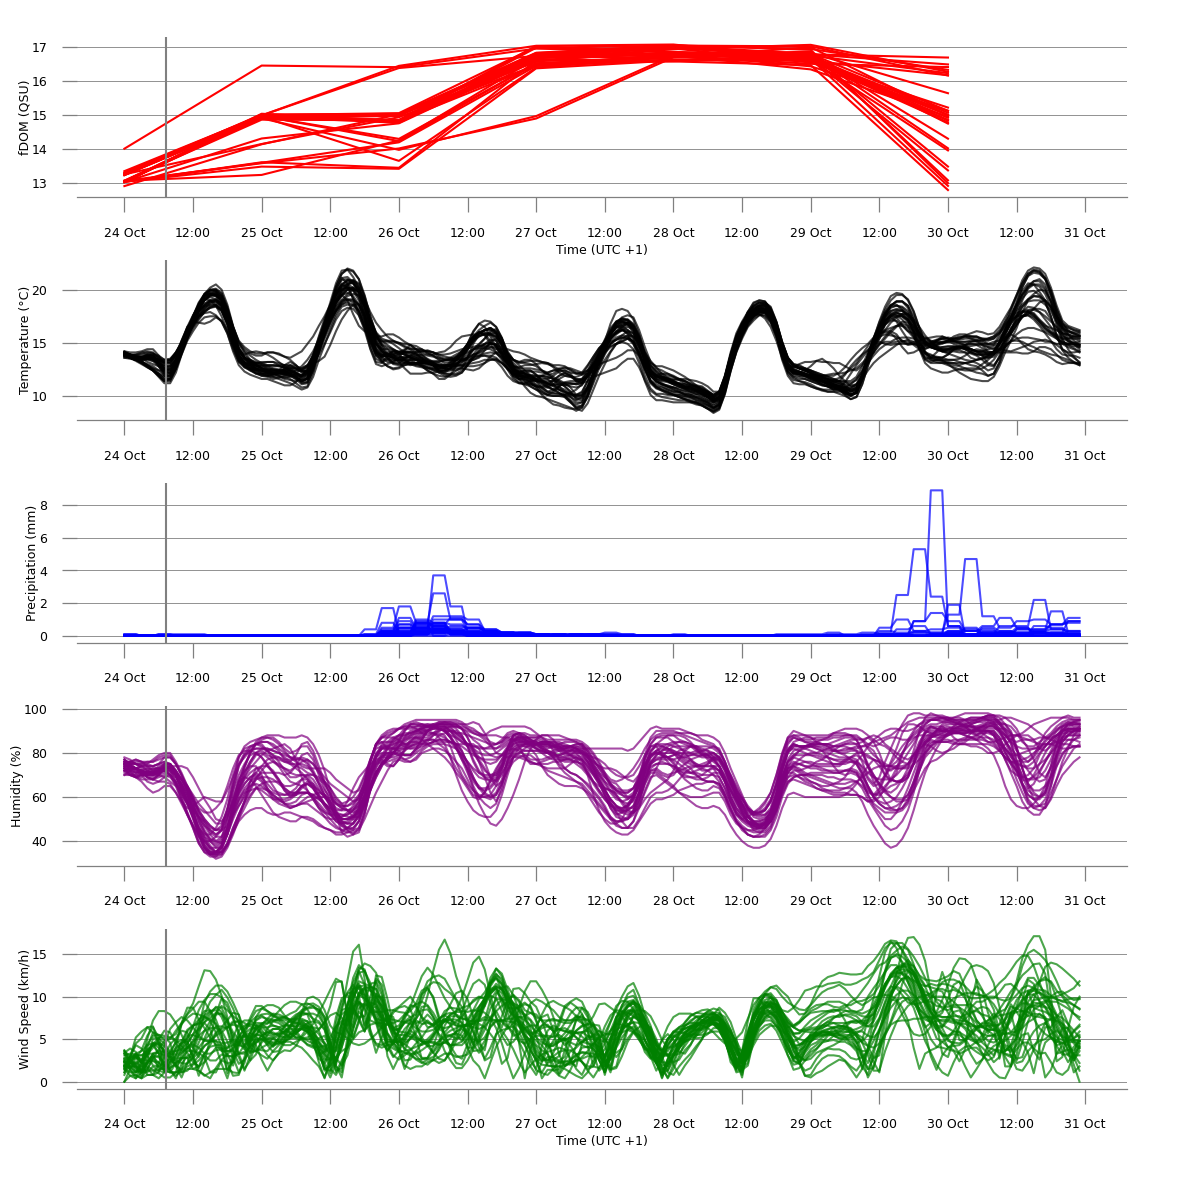 fDOM (QSU)
17
16
15
14
13
24 Oct 12:00 25 Oct 12:00 26 Oct 12:00 27 Oct 12:00 28 Oct 12:00 29 Oct 12:00 30 Oct 12:00 31 Oct
Time (UTC +1)
Temperature (°C)
20
15
10
24 Oct 12:00 25 Oct 12:00 26 Oct 12:00 27 Oct 12:00 28 Oct 12:00 29 Oct 12:00 30 Oct 12:00 31 Oct
Precipitation (mm)
8
6
4
2
0
24 Oct 12:00 25 Oct 12:00 26 Oct 12:00 27 Oct 12:00 28 Oct 12:00 29 Oct 12:00 30 Oct 12:00 31 Oct
Humidity (%)
100
80
60
40
24 Oct 12:00 25 Oct 12:00 26 Oct 12:00 27 Oct 12:00 28 Oct 12:00 29 Oct 12:00 30 Oct 12:00 31 Oct
Wind Speed (km/h)
15
10
5
0
24 Oct 12:00 25 Oct 12:00 26 Oct 12:00 27 Oct 12:00 28 Oct 12:00 29 Oct 12:00 30 Oct 12:00 31 Oct
Time (UTC +1)